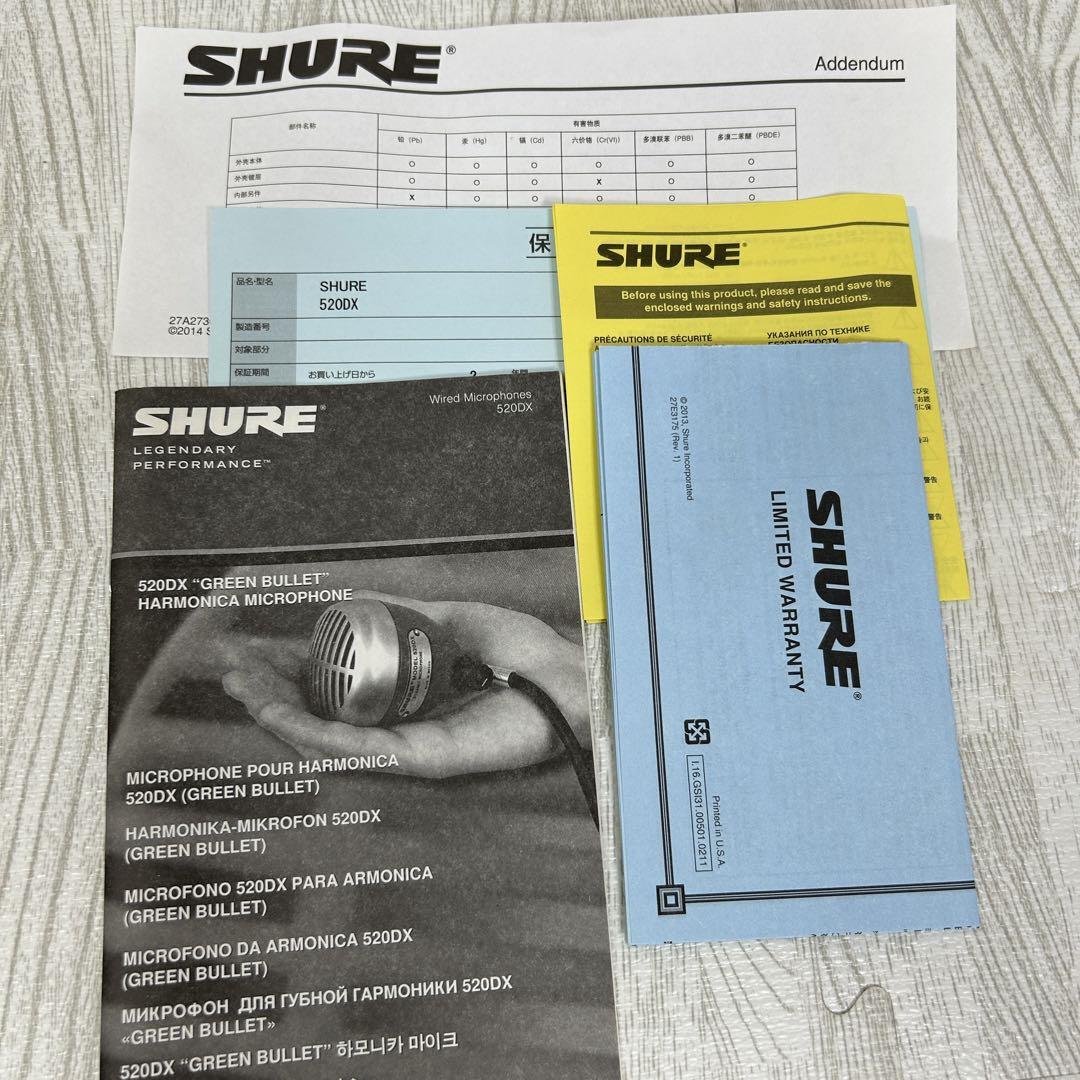 SHURE®
Addendum
部件名称
有害物质
铅 (Pb)
汞 (Hg)
镉 (Cd)
六价铬 (Cr(VI))
多溴联苯 (PBB)
多溴二苯醚 (PBDE)
外壳本体 O O O O O O
外壳镀层 O O O X O O
内部另件 X O O O O O
27A273
©2014 S
保
品名・型名 SHURE
520DX
製造番号
対象部分
保証期間 お買い上げ日から 2 年間
SHURE®
Before using this product, please read and save the
enclosed warnings and safety instructions.
PRÉCAUTIONS DE SÉCURITÉ
УКАЗАНИЯ ПО ТЕХНИКЕ
БЕЗОПАСНОСТИ
警告
警告
© 2013, Shure Incorporated
27E3175 (Rev. 1)
SHURE®
LIMITED WARRANTY
Printed in U.S.A.
I.16.GSI31.00501.0211
SHURE®
LEGENDARY
PERFORMANCE™
Wired Microphones
520DX
520DX “GREEN BULLET”
HARMONICA MICROPHONE
MICROPHONE POUR HARMONICA
520DX (GREEN BULLET)
HARMONIKA-MIKROFON 520DX
(GREEN BULLET)
MICROFONO 520DX PARA ARMONICA
(GREEN BULLET)
MICROFONO DA ARMONICA 520DX
(GREEN BULLET)
МИКРОФОН ДЛЯ ГУБНОЙ ГАРМОНИКИ 520DX
«GREEN BULLET»
520DX “GREEN BULLET” 하모니카 마이크